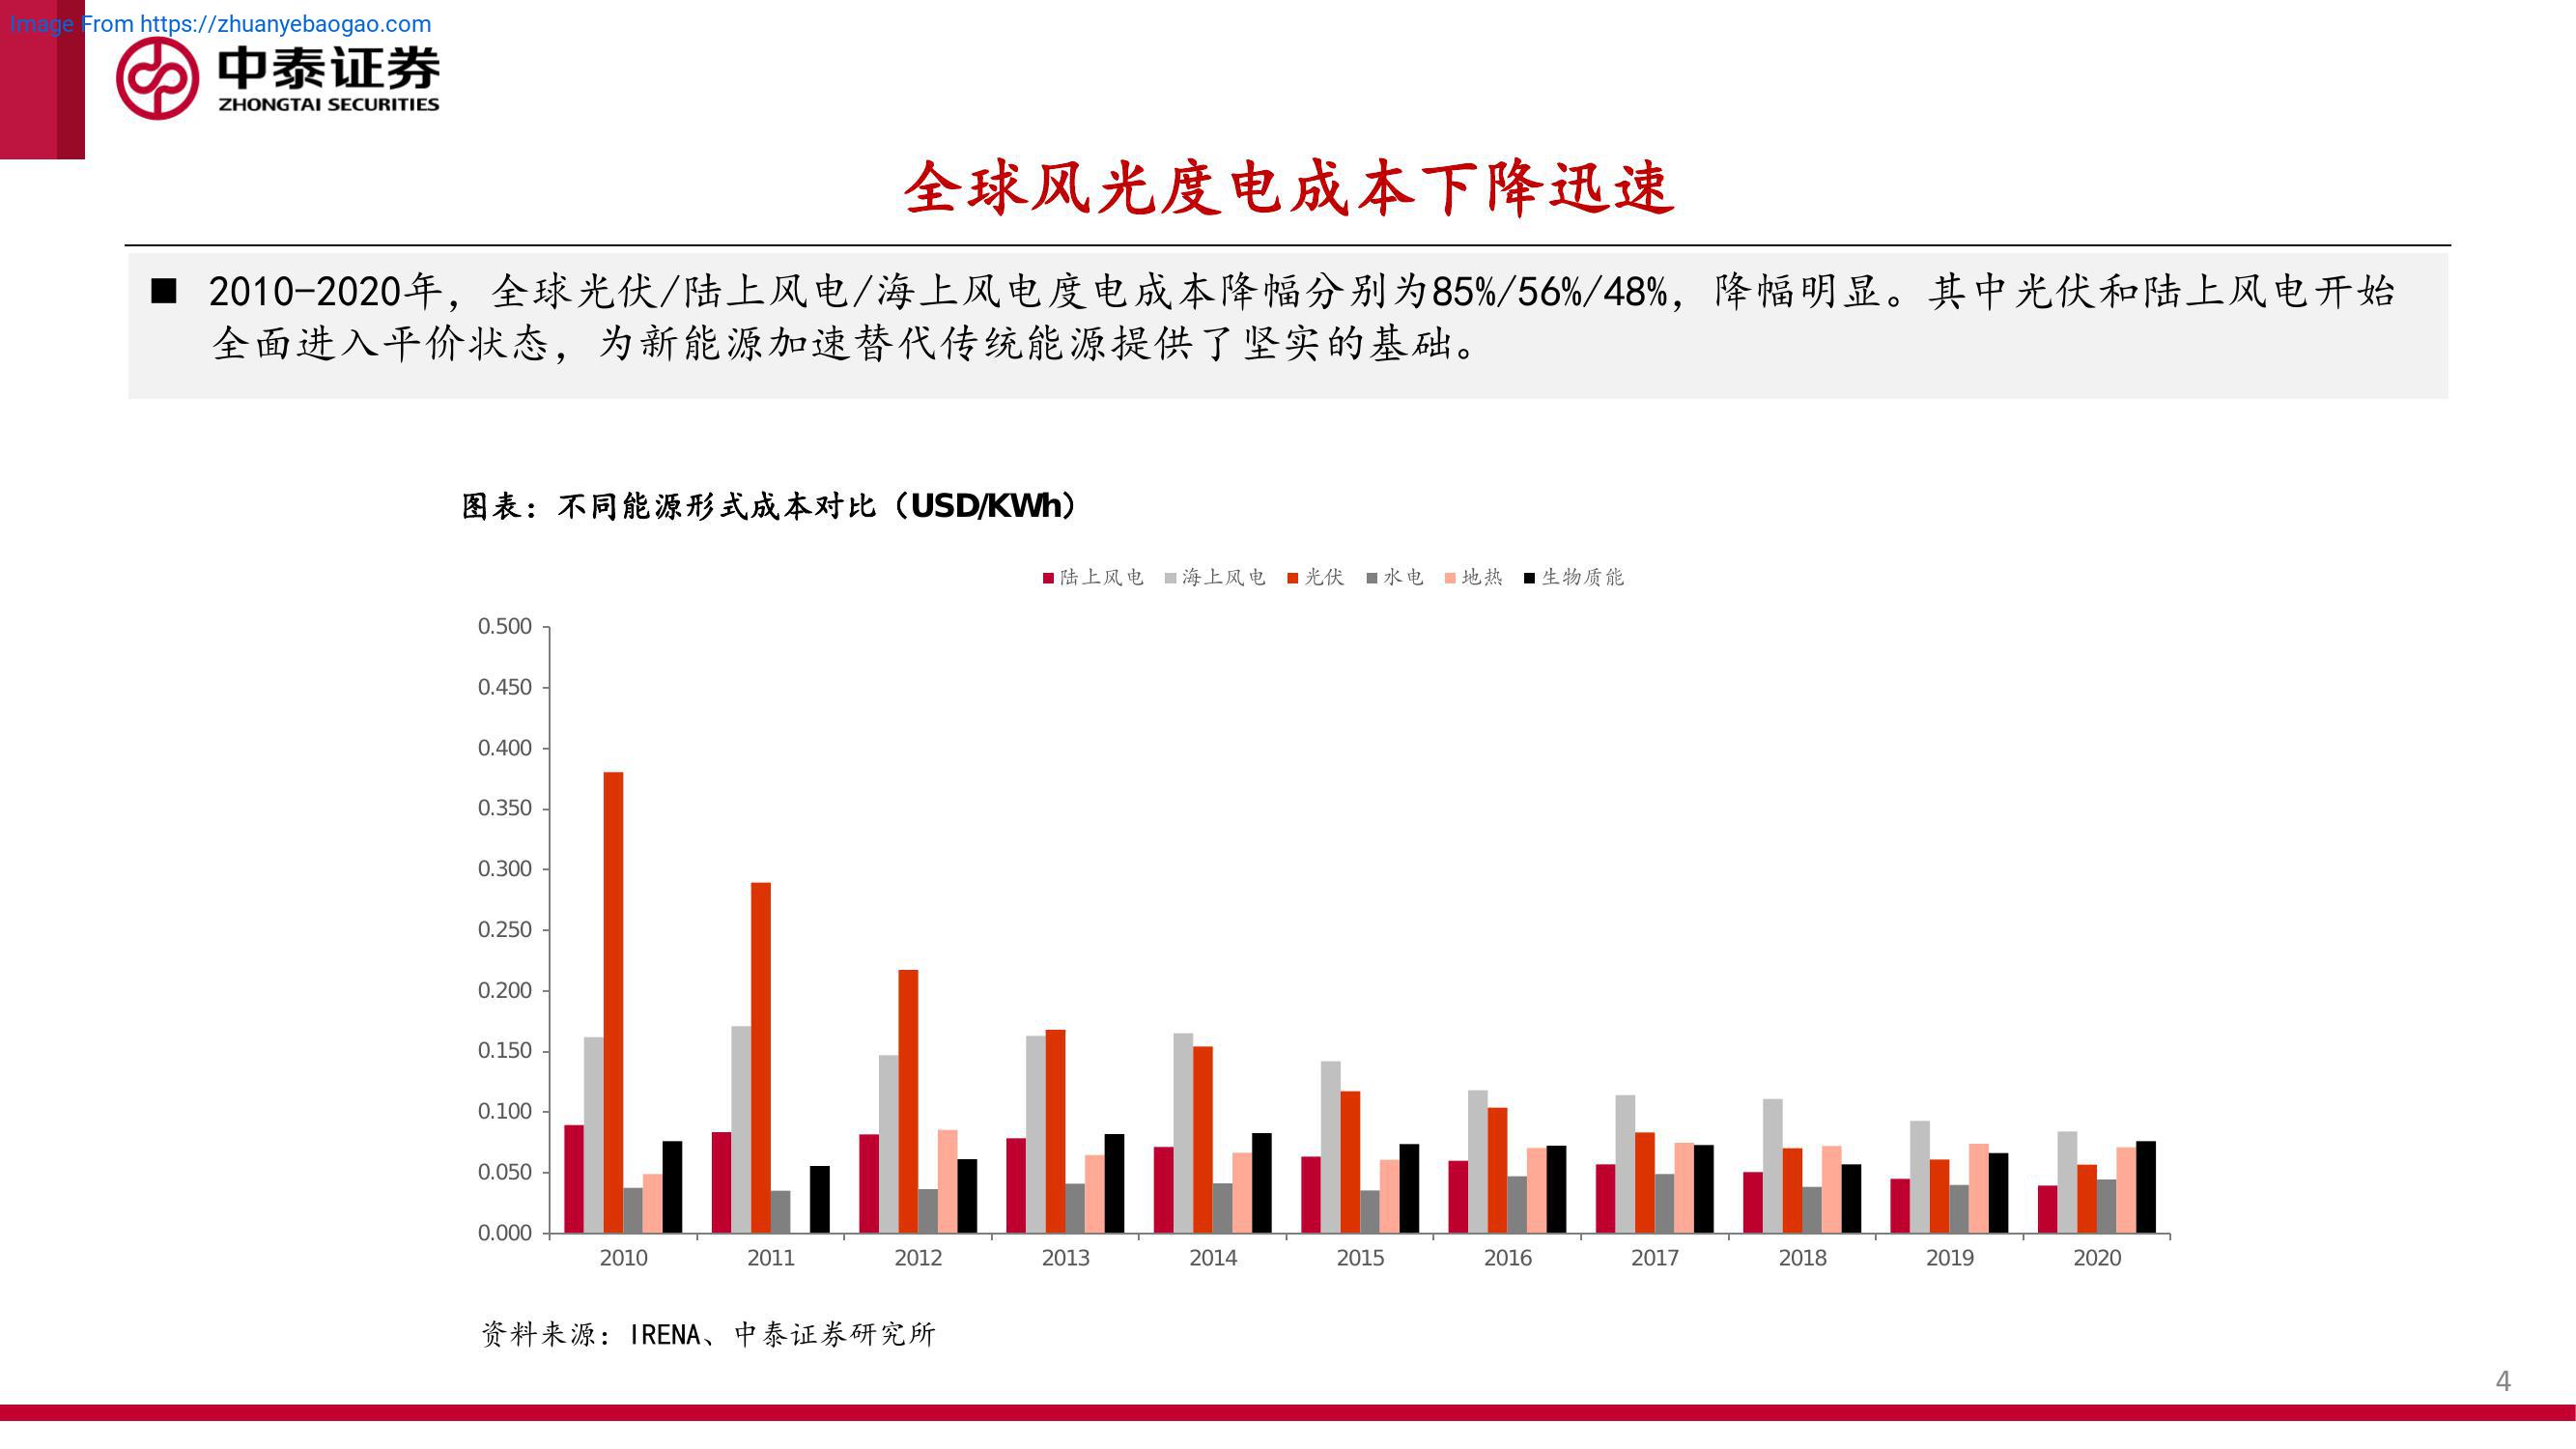 Image From https://zhuanyebaogao.com
中泰证券
ZHONGTAI SECURITIES
全球风光度电成本下降迅速
■ 2010-2020年，全球光伏/陆上风电/海上风电度电成本降幅分别为85%/56%/48%，降幅明显。其中光伏和陆上风电开始
全面进入平价状态，为新能源加速替代传统能源提供了坚实的基础。
图表：不同能源形式成本对比（USD/KWh）
陆上风电 海上风电 光伏 水电 地热 生物质能
0.500
0.450
0.400
0.350
0.300
0.250
0.200
0.150
0.100
0.050
0.000
2010 2011 2012 2013 2014 2015 2016 2017 2018 2019 2020
资料来源：IRENA、中泰证券研究所
4